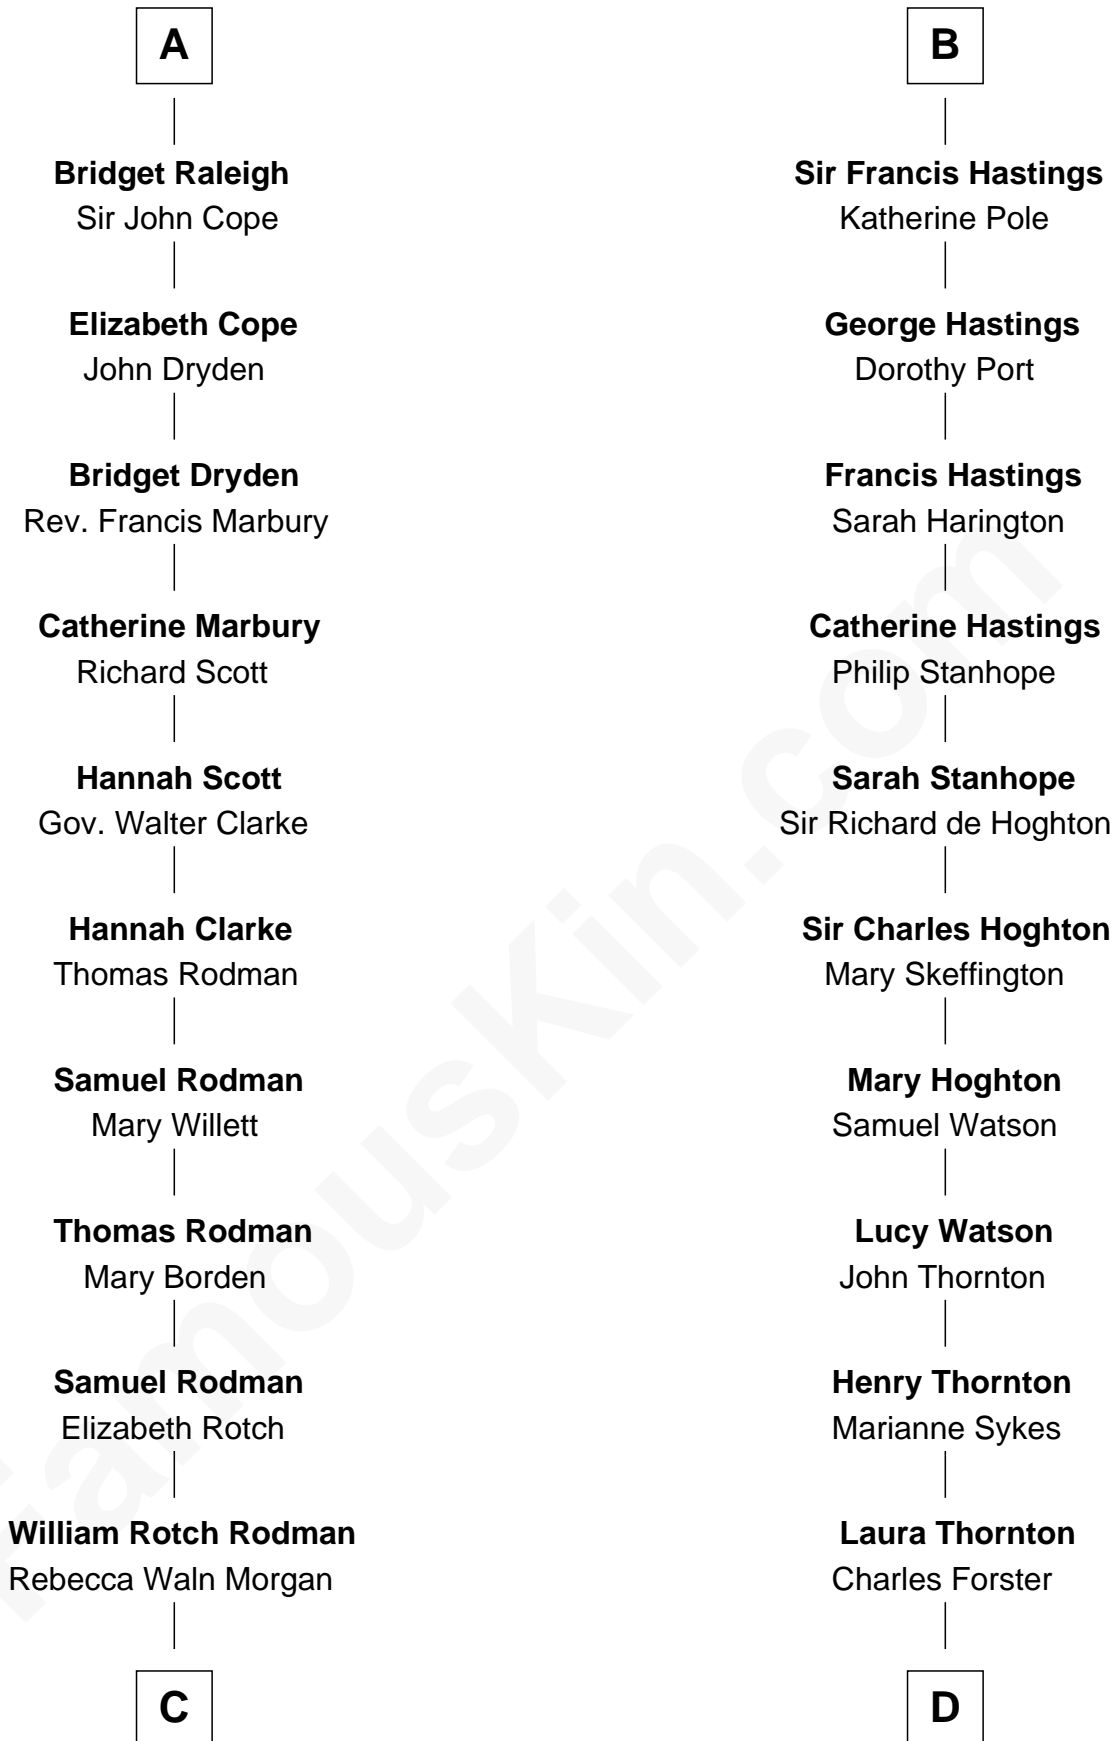 A
Bridget Raleigh
Sir John Cope
Elizabeth Cope
John Dryden
Bridget Dryden
Rev. Francis Marbury
Catherine Marbury
Richard Scott
Hannah Scott
Gov. Walter Clarke
Hannah Clarke
Thomas Rodman
Samuel Rodman
Mary Willett
Thomas Rodman
Mary Borden
Samuel Rodman
Elizabeth Rotch
William Rotch Rodman
Rebecca Waln Morgan
C
B
Sir Francis Hastings
Katherine Pole
George Hastings
Dorothy Port
Francis Hastings
Sarah Harington
Catherine Hastings
Philip Stanhope
Sarah Stanhope
Sir Richard de Hoghton
Sir Charles Hoghton
Mary Skeffington
Mary Hoghton
Samuel Watson
Lucy Watson
John Thornton
Henry Thornton
Marianne Sykes
Laura Thornton
Charles Forster
D
FamousKin.com